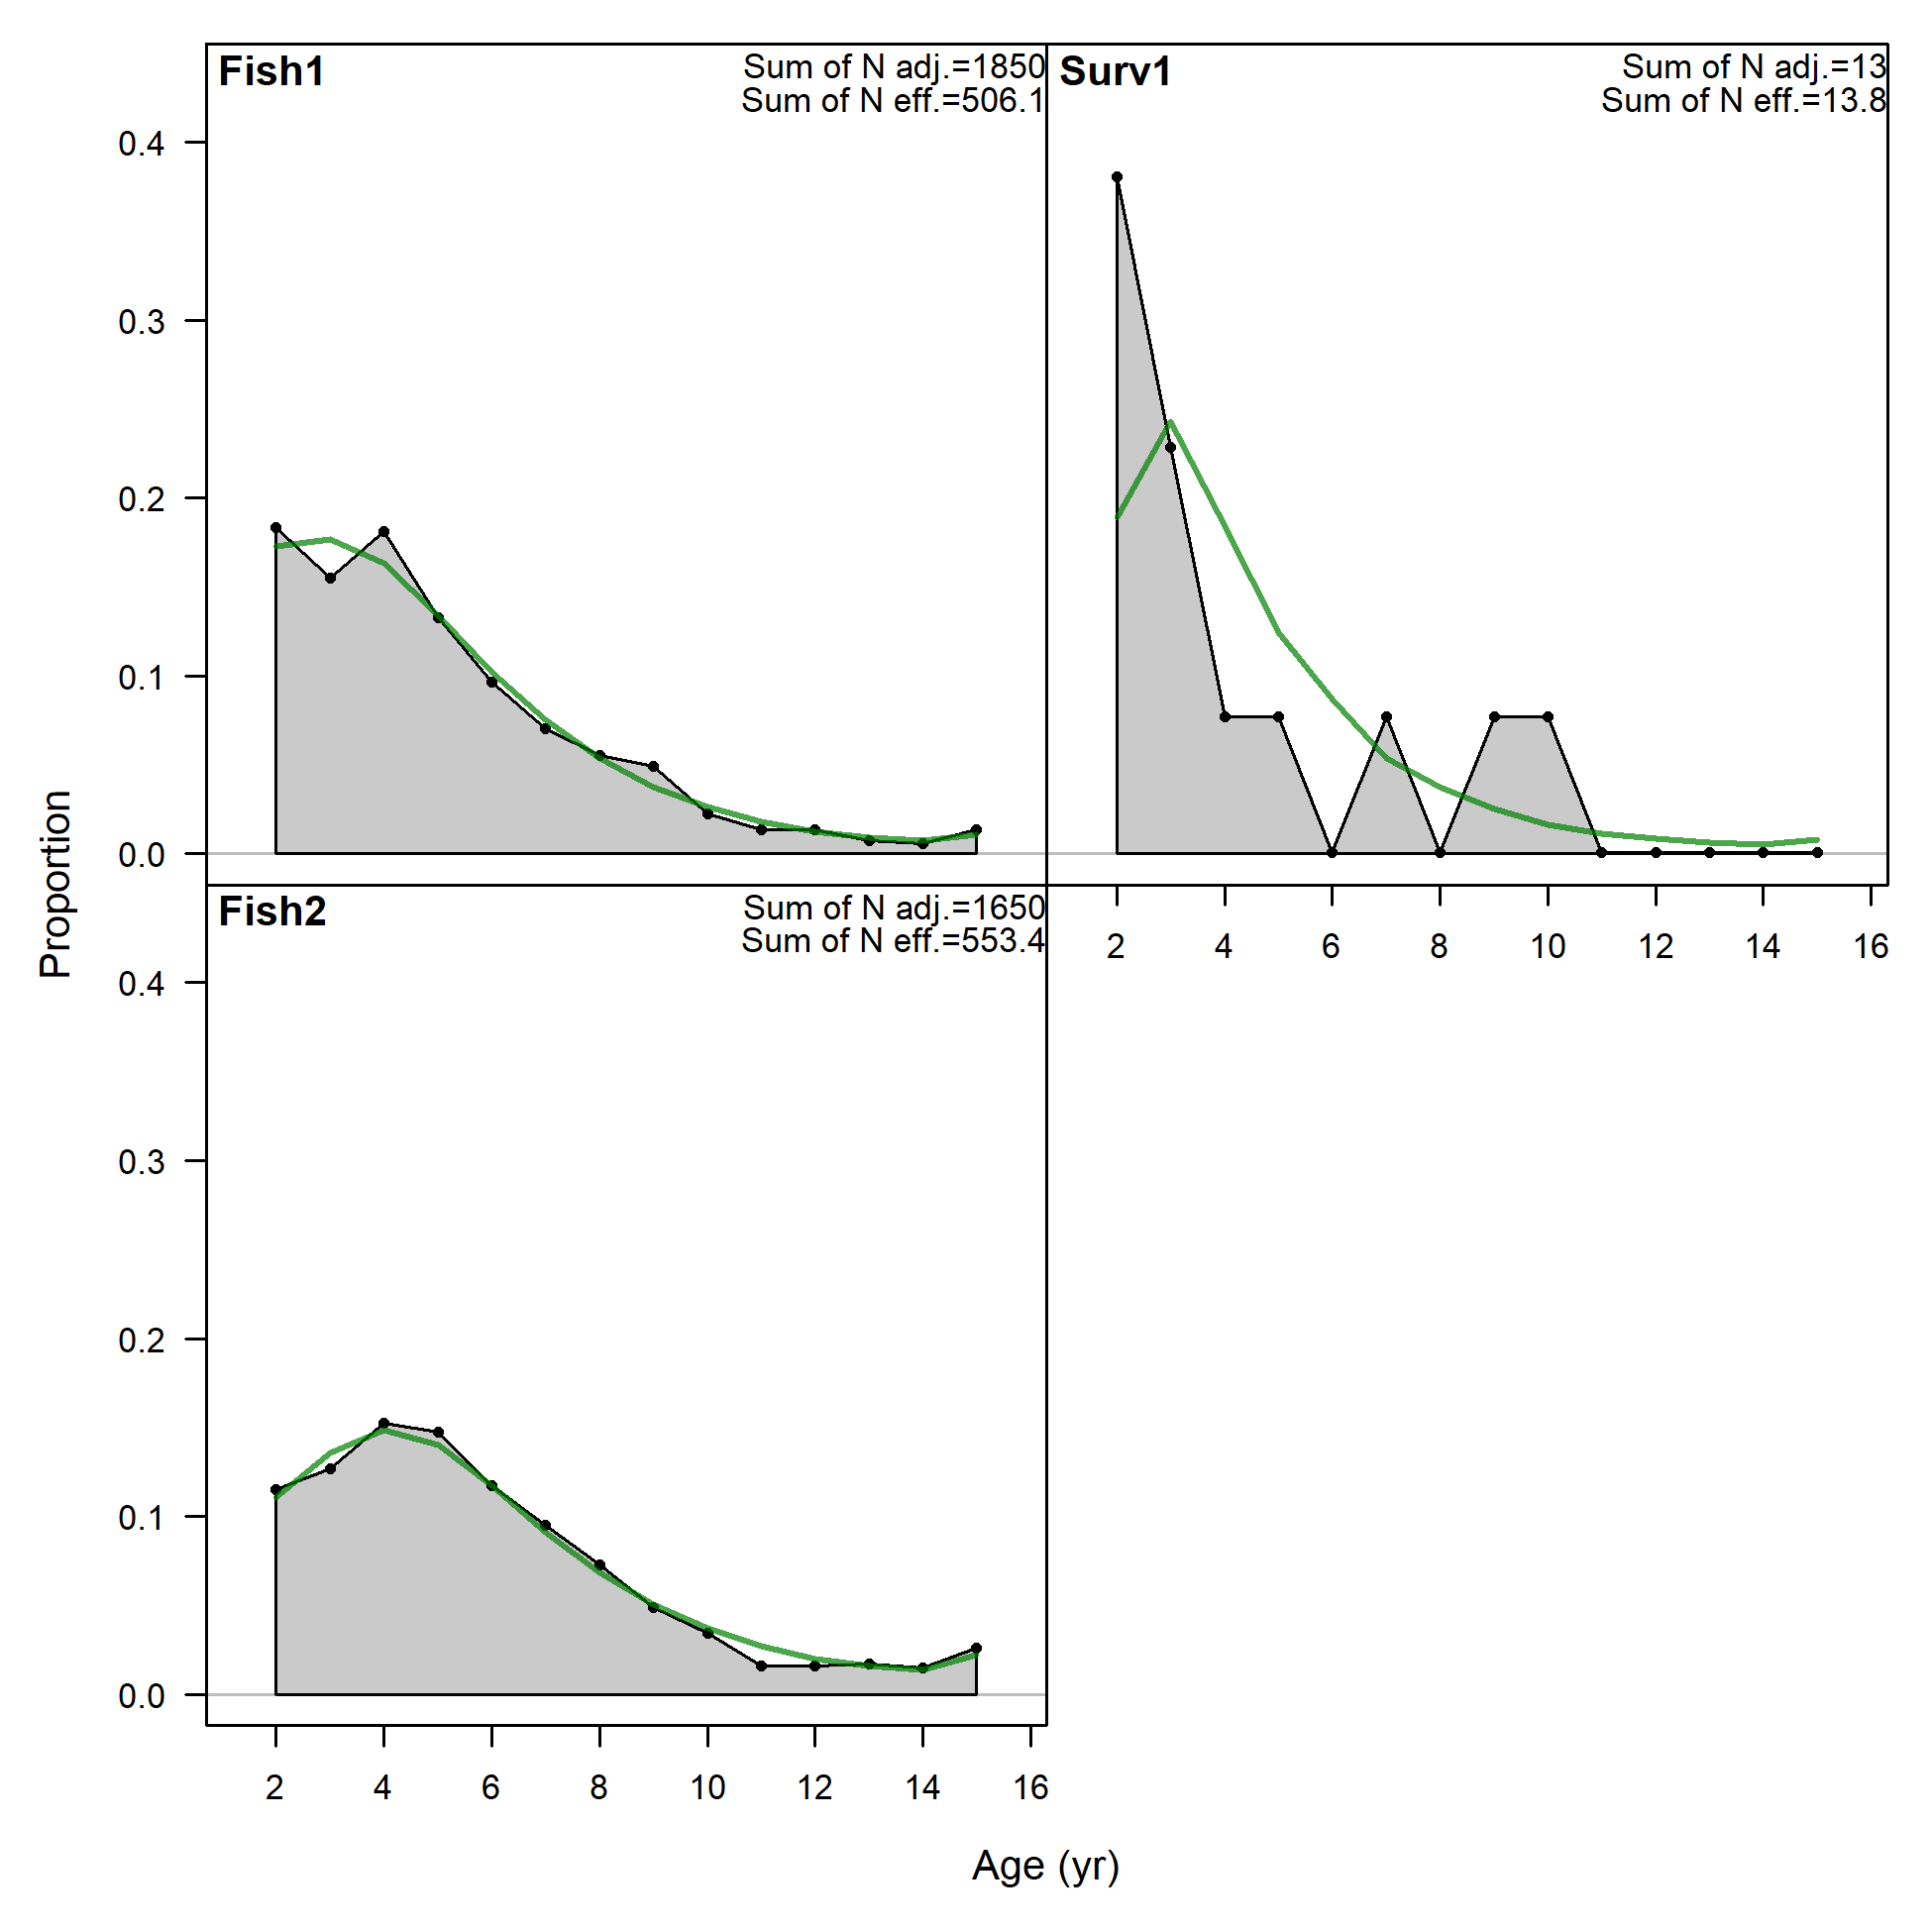 Fish1
Sum of N adj.=1850
Sum of N eff.=506.1
0.4
0.3
0.2
0.1
0.0
Surv1
Sum of N adj.=13
Sum of N eff.=13.8
2 4 6 8 10 12 14 16
Fish2
Sum of N adj.=1650
Sum of N eff.=553.4
0.4
0.3
0.2
0.1
0.0
2 4 6 8 10 12 14 16
Proportion
Age (yr)